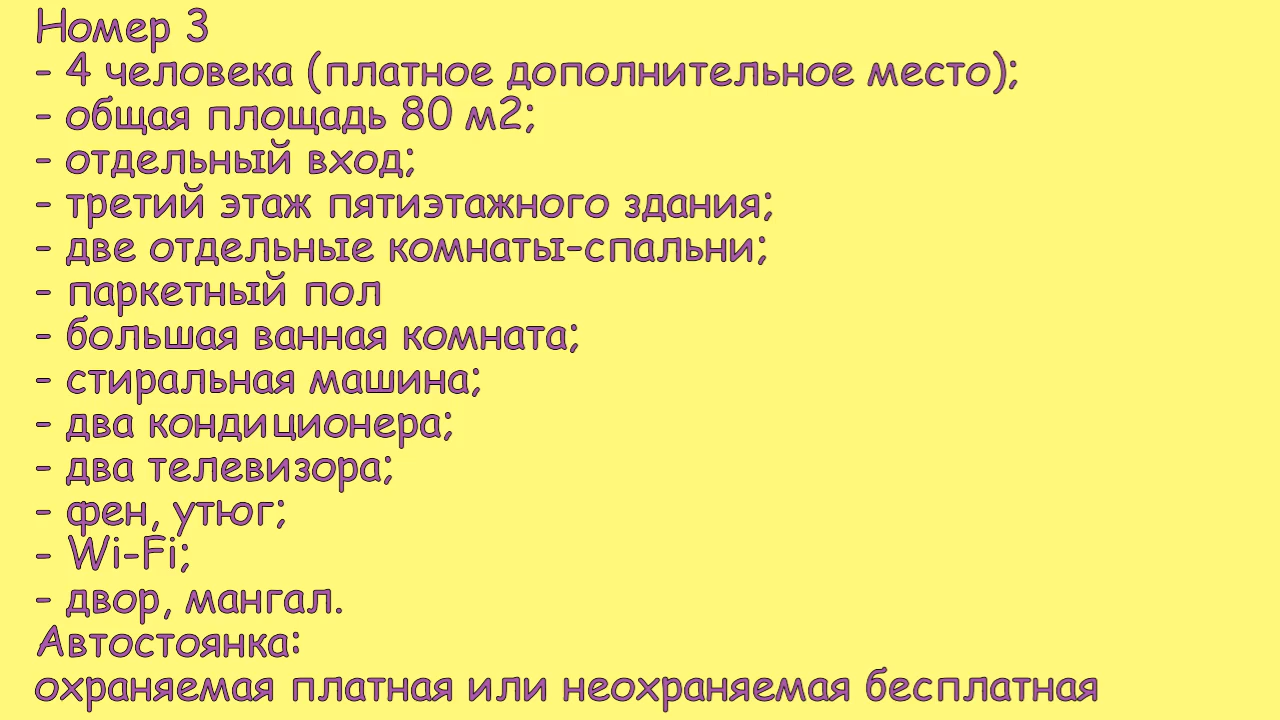 Номер 3
- 4 человека (платное дополнительное место);
- общая площадь 80 м2;
- отдельный вход;
- третий этаж пятиэтажного здания;
- две отдельные комнаты-спальни;
- паркетный пол
- большая ванная комната;
- стиральная машина;
- два кондиционера;
- два телевизора;
- фен, утюг;
- Wi-Fi;
- двор, мангал.
Автостоянка:
охраняемая платная или неохраняемая бесплатная